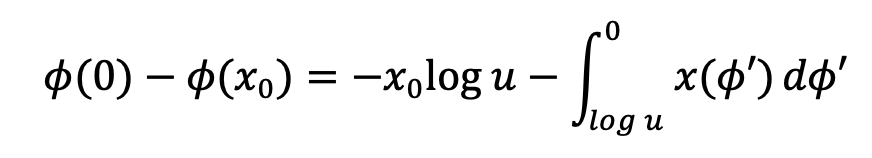 ϕ(0) − ϕ(x₀) = −x₀log u − ∫_{log u}^{0} x(ϕ′) dϕ′